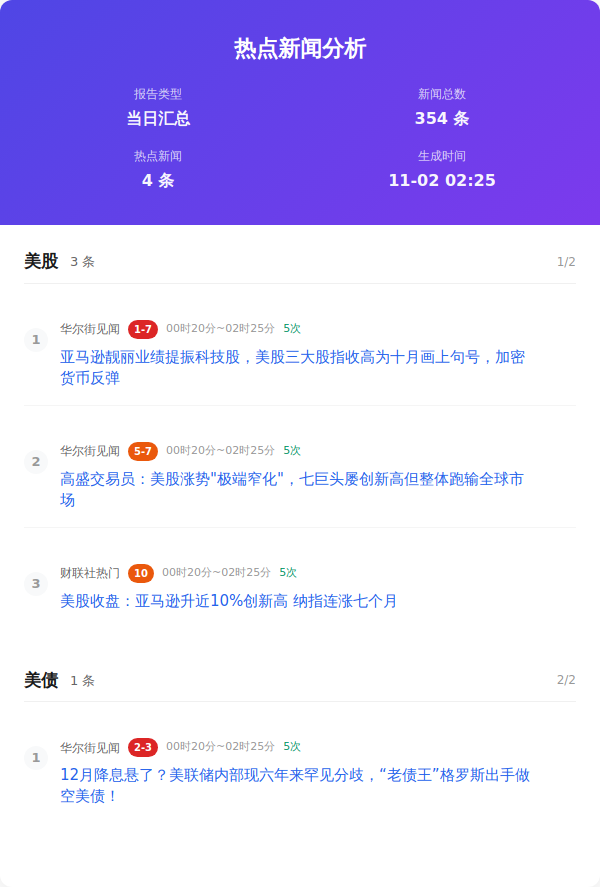 热点新闻分析
报告类型
新闻总数
当日汇总
354 条
热点新闻
生成时间
4 条
11-02 02:25
美股 3 条 1/2
1 华尔街见闻 1-7 00时20分~02时25分 5次
亚马逊靓丽业绩提振科技股，美股三大股指收高为十月画上句号，加密
货币反弹
2 华尔街见闻 5-7 00时20分~02时25分 5次
高盛交易员：美股涨势"极端窄化"，七巨头屡创新高但整体跑输全球市
场
3 财联社热门 10 00时20分~02时25分 5次
美股收盘：亚马逊升近10%创新高 纳指连涨七个月
美债 1 条 2/2
1 华尔街见闻 2-3 00时20分~02时25分 5次
12月降息悬了？美联储内部现六年来罕见分歧，“老债王”格罗斯出手做
空美债！